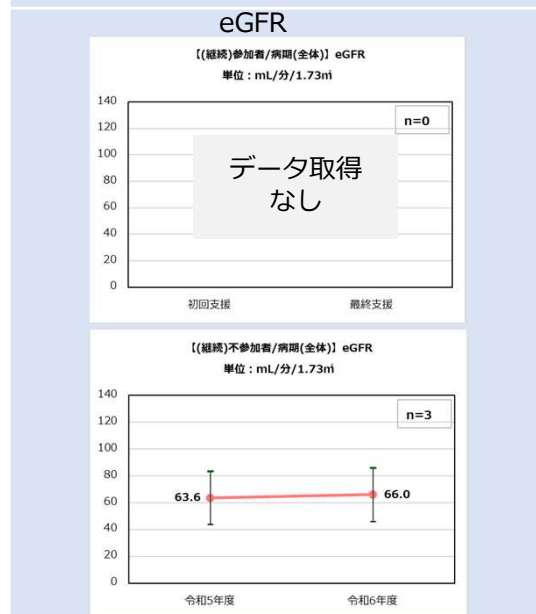 eGFR
【(継続)参加者/病期(全体)】eGFR
単位：mL/分/1.73㎡
140
120
100
80
60
40
20
0
n=0
データ取得
なし
初回支援
最終支援
【(継続)不参加者/病期(全体)】eGFR
単位：mL/分/1.73㎡
140
120
100
80
60
40
20
0
n=3
63.6
66.0
令和5年度
令和6年度